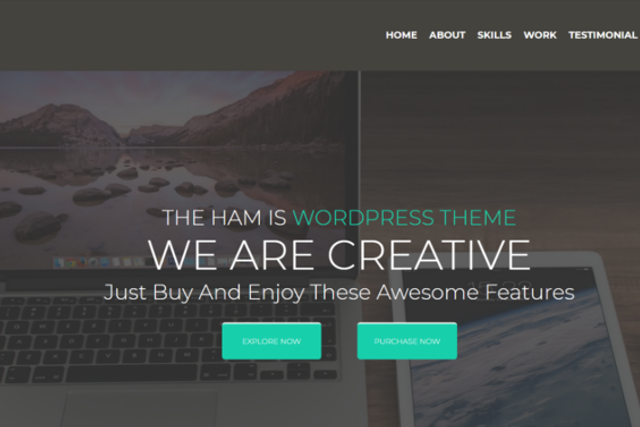 HOME ABOUT SKILLS WORK TESTIMONIAL
THE HAM IS WORDPRESS THEME
WE ARE CREATIVE
Just Buy And Enjoy These Awesome Features
EXPLORE NOW PURCHASE NOW